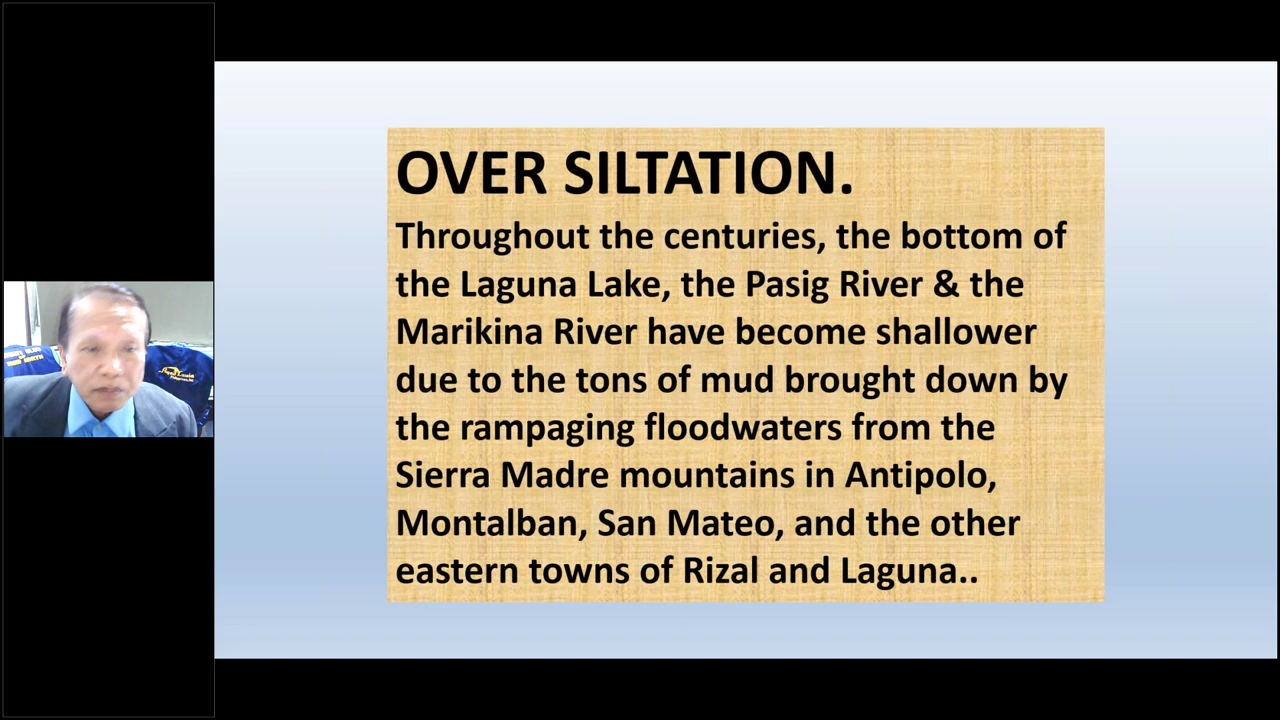 OVER SILTATION.
Throughout the centuries, the bottom of
the Laguna Lake, the Pasig River & the
Marikina River have become shallower
due to the tons of mud brought down by
the rampaging floodwaters from the
Sierra Madre mountains in Antipolo,
Montalban, San Mateo, and the other
eastern towns of Rizal and Laguna..